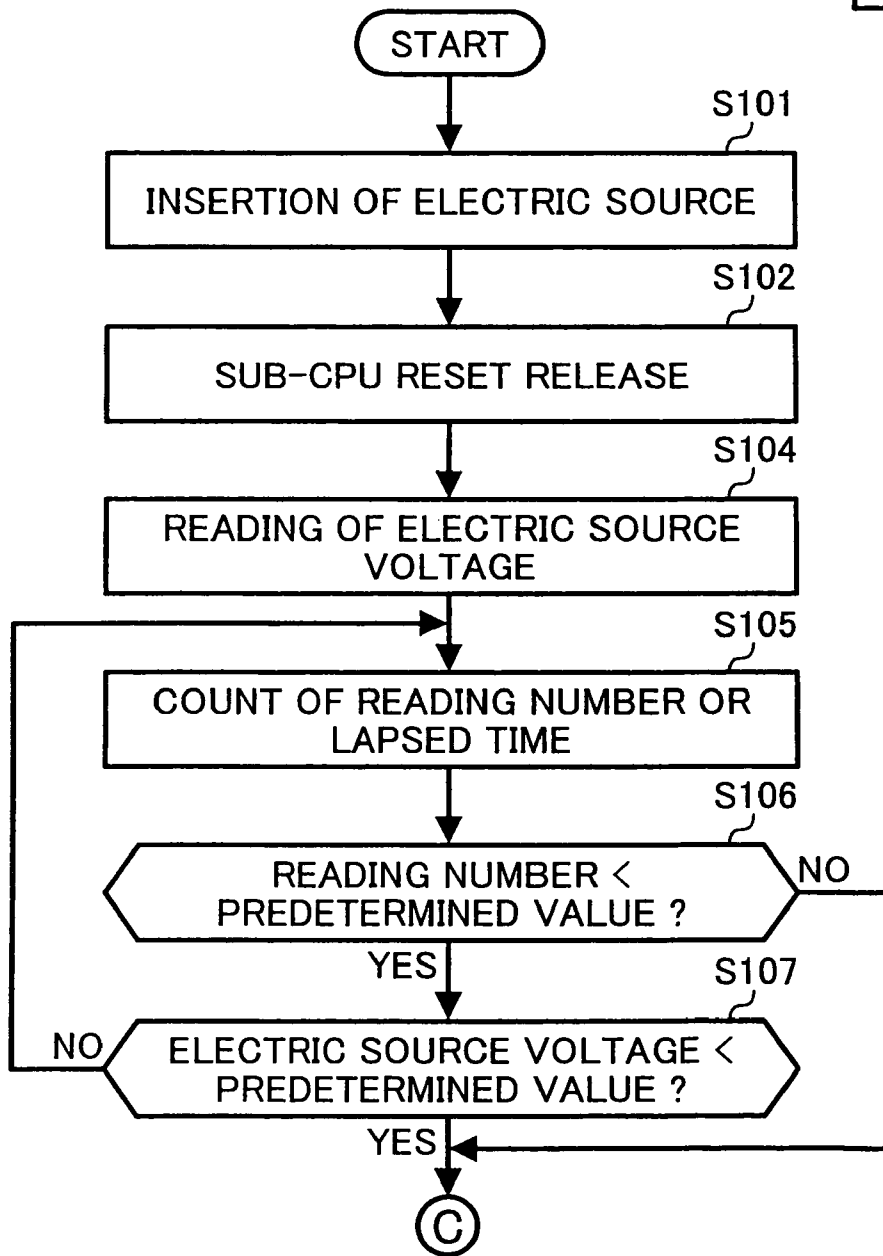 START
S101
INSERTION OF ELECTRIC SOURCE
S102
SUB-CPU RESET RELEASE
S104
READING OF ELECTRIC SOURCE
VOLTAGE
S105
COUNT OF READING NUMBER OR
LAPSED TIME
S106
READING NUMBER <
PREDETERMINED VALUE ?
NO
YES
S107
NO
ELECTRIC SOURCE VOLTAGE <
PREDETERMINED VALUE ?
YES
C